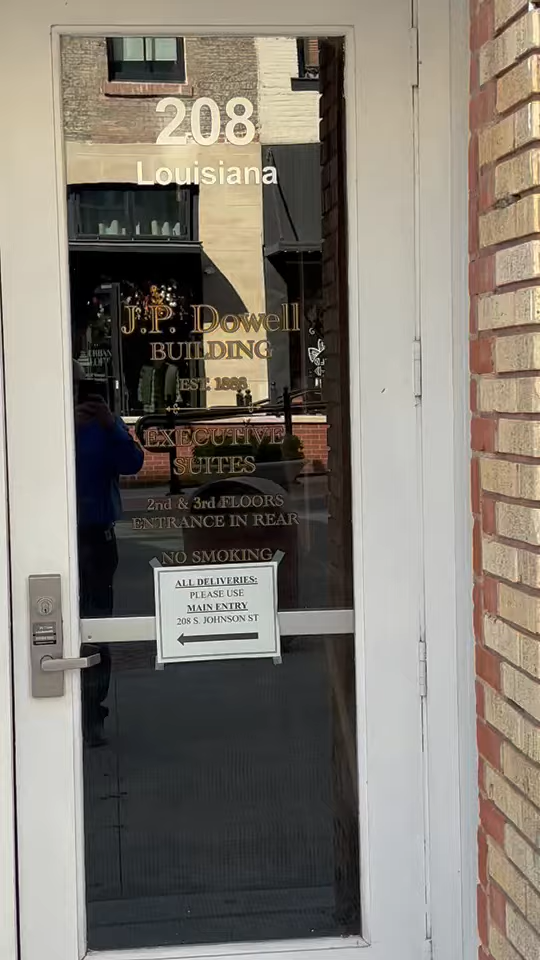 208
Louisiana
J.P. Dowell
BUILDING
EST. 1888
EXECUTIVE
SUITES
2nd & 3rd FLOORS
ENTRANCE IN REAR
NO SMOKING
ALL DELIVERIES:
PLEASE USE
MAIN ENTRY
208 S. JOHNSON ST